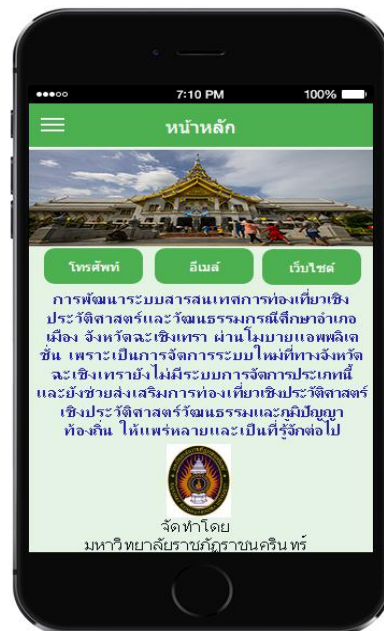 7:10 PM 100%
หน้าหลัก
โทรศัพท์ อีเมล์ เว็บไซต์
การพัฒนาระบบสารสนเทศการท่องเที่ยวเชิง
ประวัติศาสตร์และวัฒนธรรมกรณีศึกษาอำเภอ
เมือง จังหวัดฉะเชิงเทรา ผ่านโมบายแอพพลิเค
ชั่น เพราะเป็นการจัดการระบบใหม่ที่ทางจังหวัด
ฉะเชิงเทรายังไม่มีระบบการจัดการประเภทนี้
และยังช่วยส่งเสริมการท่องเที่ยวเชิงประวัติศาสตร์
เชิงประวัติศาสตร์วัฒนธรรมและภูมิปัญญา
ท้องถิ่น ให้แพร่หลายและเป็นที่รู้จักต่อไป
จัดทำโดย
มหาวิทยาลัยราชภัฏราชนครินทร์